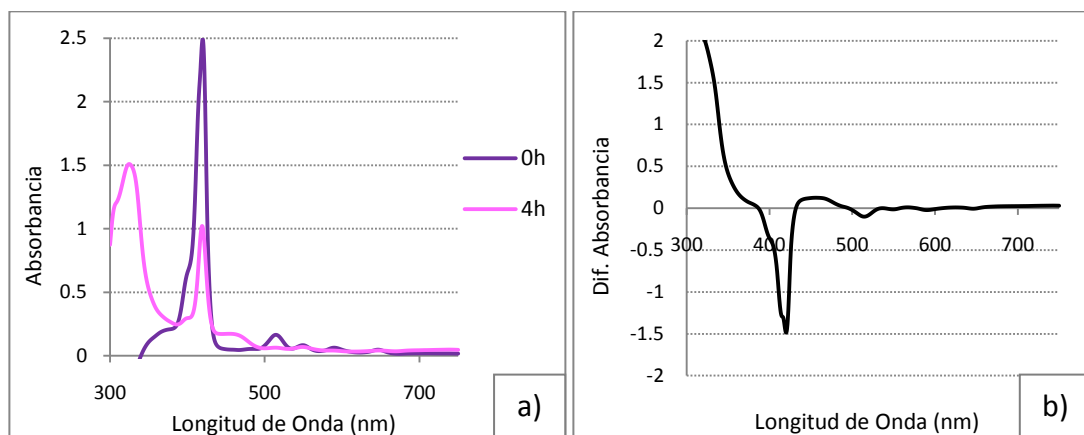 2.5
2
1.5
1
0.5
0
300
500
700
Absorbancia
Longitud de Onda (nm)
0h
4h
a)
2
1.5
1
0.5
0
-0.5
-1
-1.5
-2
300
400
500
600
700
Dif. Absorbancia
Longitud de Onda (nm)
b)